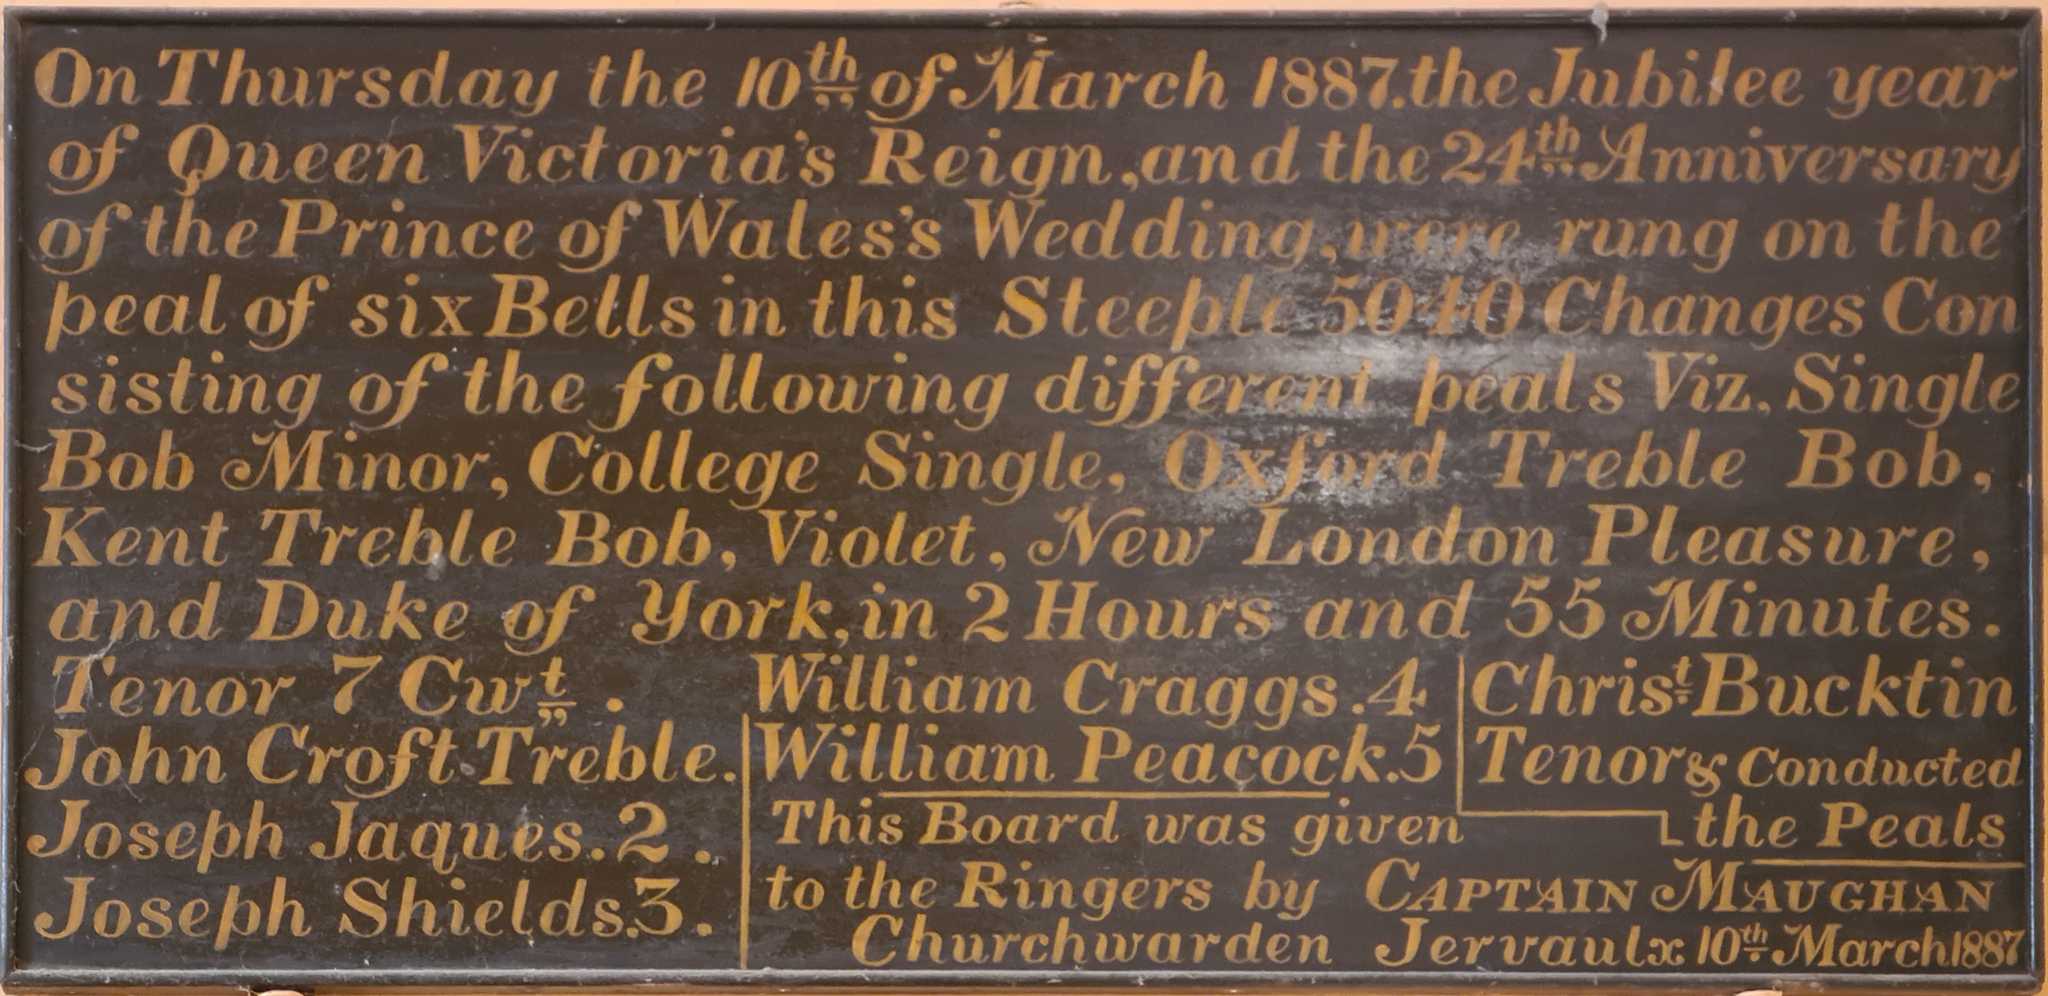 On Thursday the 10th of March 1887. the Jubilee year
of Queen Victoria's Reign, and the 24th Anniversary
of the Prince of Wales's Wedding, were rung on the
peal of six Bells in this Steeple 5040 Changes Con
sisting of the following different peals Viz. Single
Bob Minor, College Single, Oxford Treble Bob,
Kent Treble Bob, Violet, New London Pleasure,
and Duke of York, in 2 Hours and 55 Minutes.
Tenor 7 Cwt.
John Croft Treble.
Joseph Jaques. 2.
Joseph Shields. 3.
William Craggs. 4
William Peacock. 5
Christ Bucktin
Tenor & Conducted
the Peals
This Board was given
to the Ringers by CAPTAIN MAUGHAN
Churchwarden Jervaulx 10th March 1887